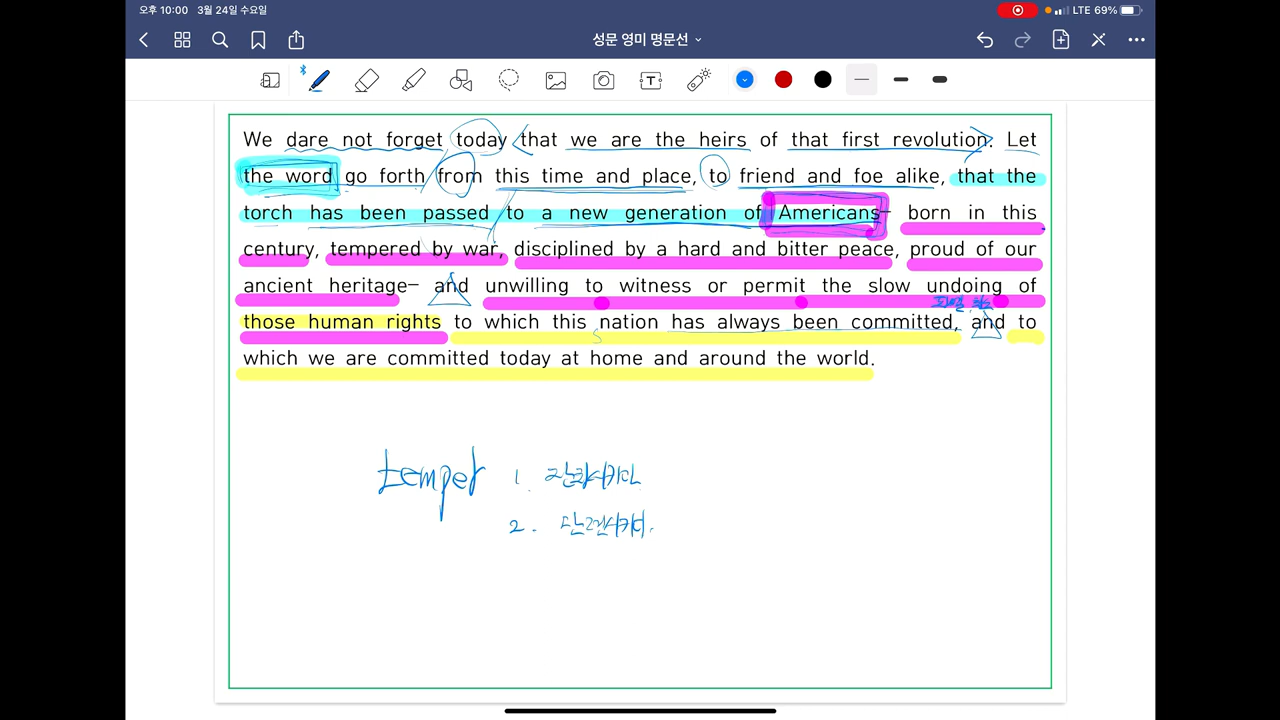 오후 10:00 3월 24일 수요일
LTE 69%
성문 영미 명문선
We dare not forget today that we are the heirs of that first revolution. Let
the word go forth from this time and place, to friend and foe alike, that the
torch has been passed to a new generation of Americans– born in this
century, tempered by war, disciplined by a hard and bitter peace, proud of our
ancient heritage– and unwilling to witness or permit the slow undoing of
those human rights to which this nation has always been committed, and to
which we are committed today at home and around the world.
temper 1. 진화시키다
2. 단련시키다.